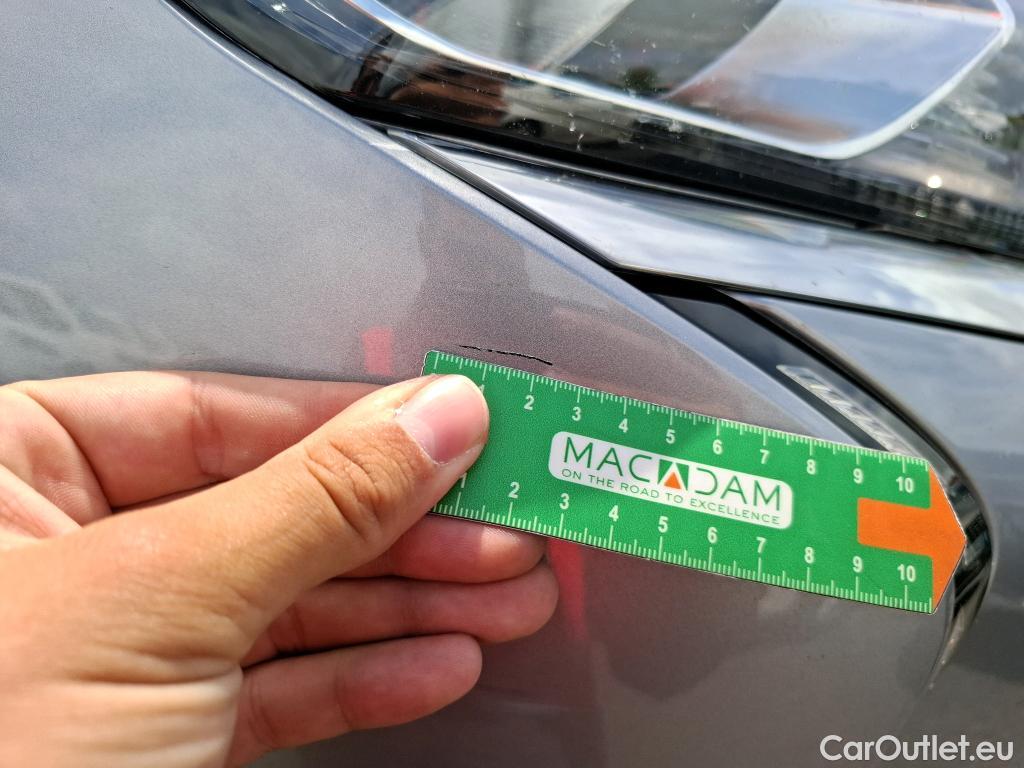 1 2 3 4 5 6 7 8 9 10
MACADAM
ON THE ROAD TO EXCELLENCE
1 2 3 4 5 6 7 8 9 10
CarOutlet.eu